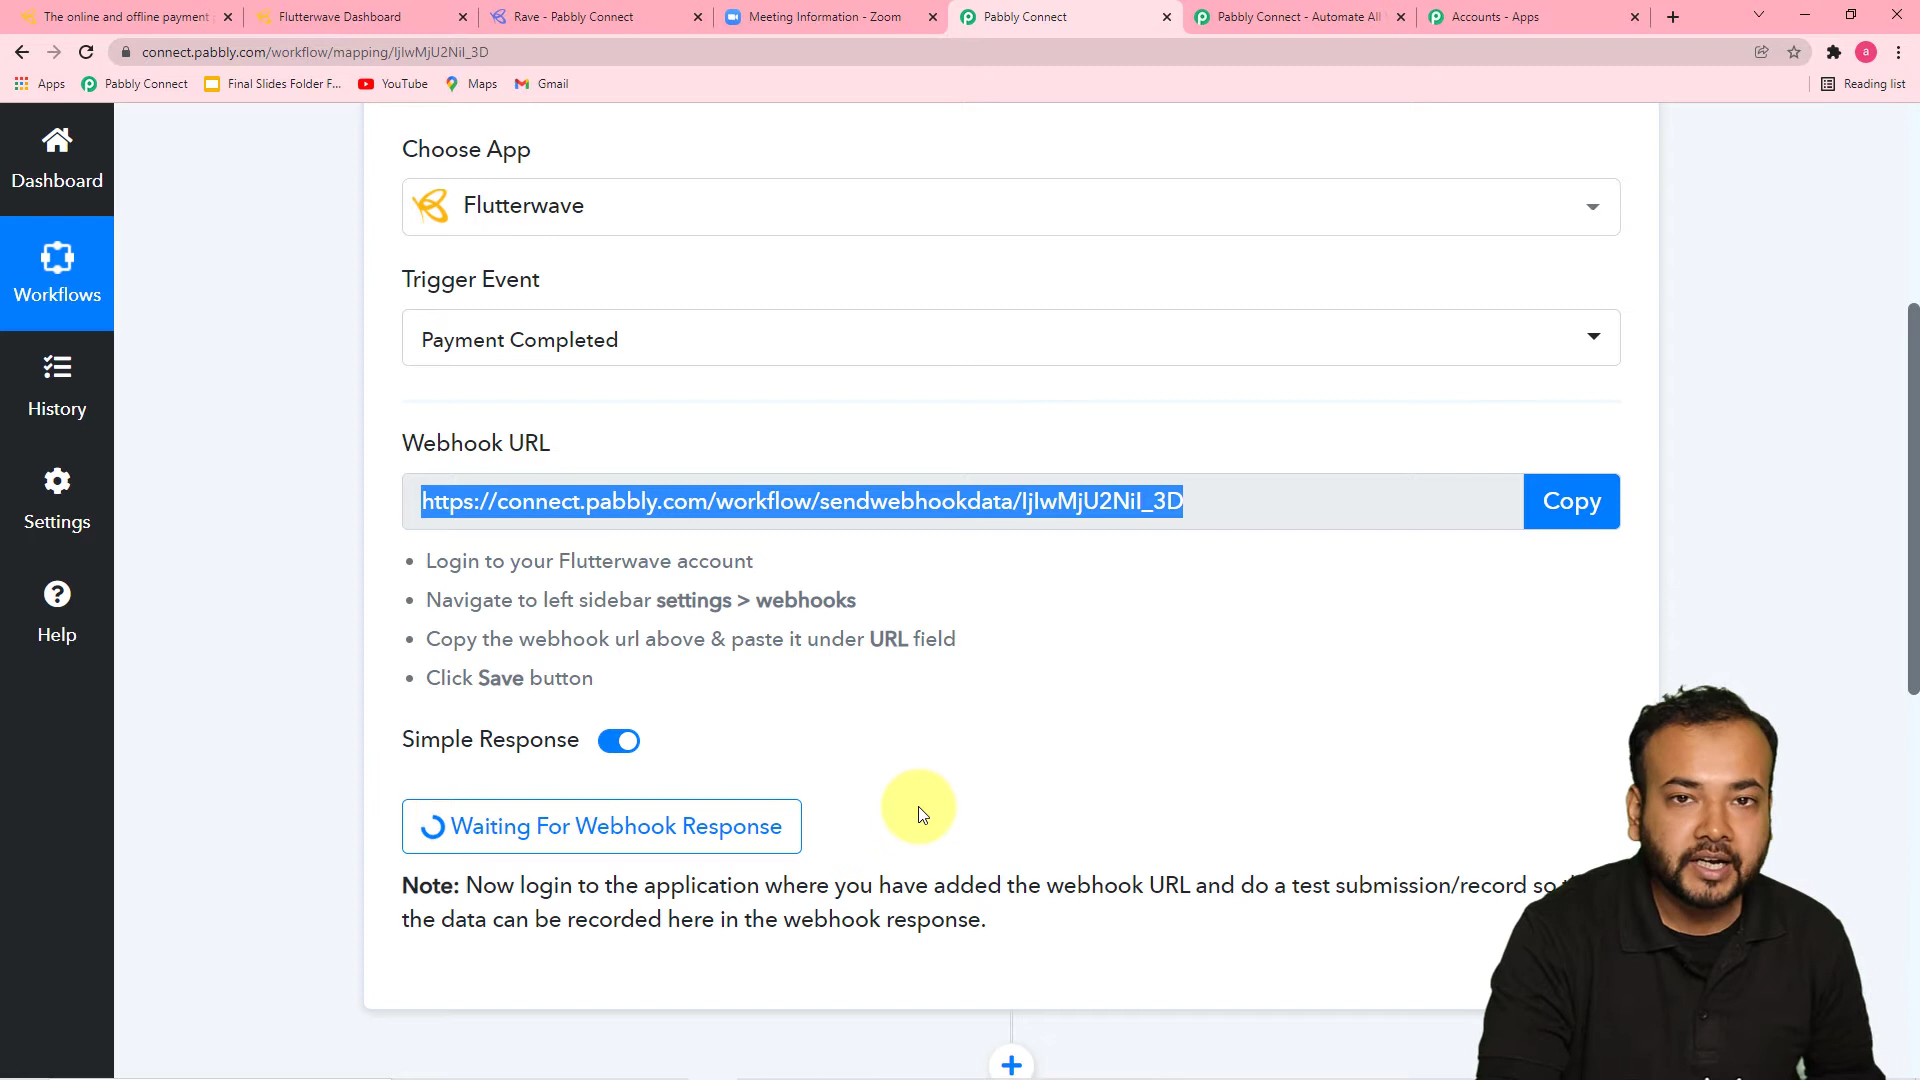 The online and offline payment
Flutterwave Dashboard
Rave - Pabbly Connect
Meeting Information - Zoom
Pabbly Connect
Pabbly Connect - Automate All
Accounts - Apps
connect.pabbly.com/workflow/mapping/IjIwMjU2NiI_3D
a
Apps
Pabbly Connect
Final Slides Folder F...
YouTube
Maps
Gmail
Reading list
Dashboard
Workflows
History
Settings
Help
Choose App
Flutterwave
Trigger Event
Payment Completed
Webhook URL
https://connect.pabbly.com/workflow/sendwebhookdata/IjIwMjU2NiI_3D
Copy
• Login to your Flutterwave account
• Navigate to left sidebar settings > webhooks
• Copy the webhook url above & paste it under URL field
• Click Save button
Simple Response
Waiting For Webhook Response
Note: Now login to the application where you have added the webhook URL and do a test submission/record so
the data can be recorded here in the webhook response.